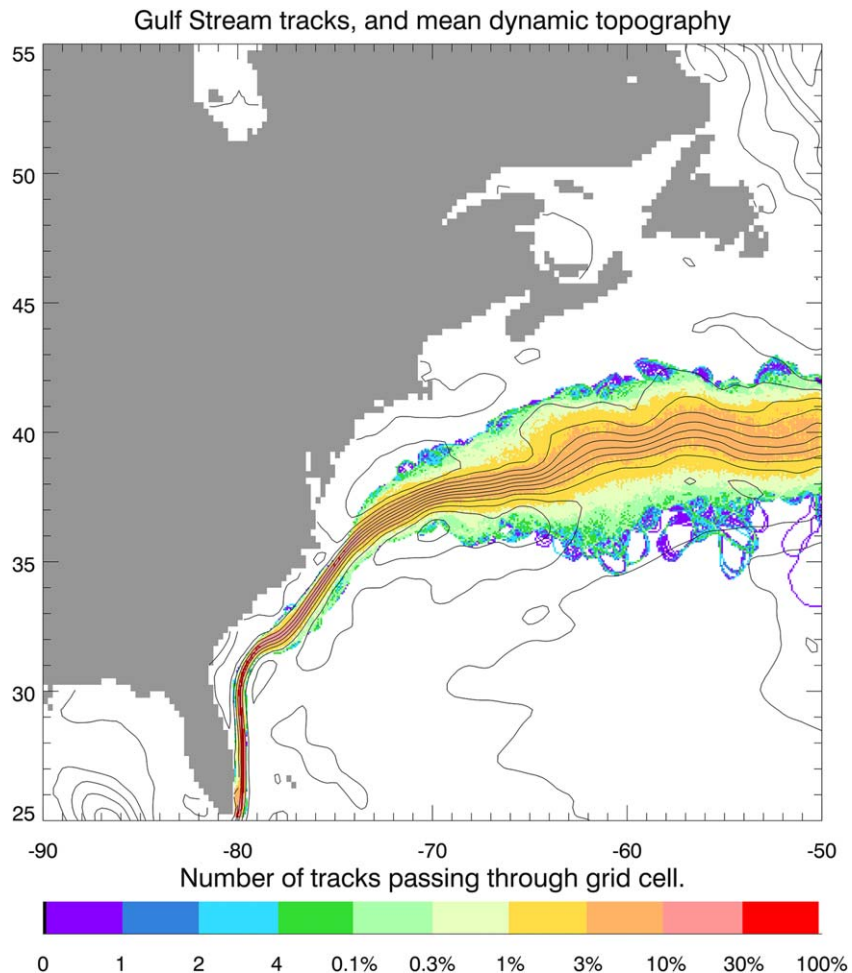 Gulf Stream tracks, and mean dynamic topography
55
50
45
40
35
30
25
-90 -80 -70 -60 -50
Number of tracks passing through grid cell.
0 1 2 4 0.1% 0.3% 1% 3% 10% 30% 100%